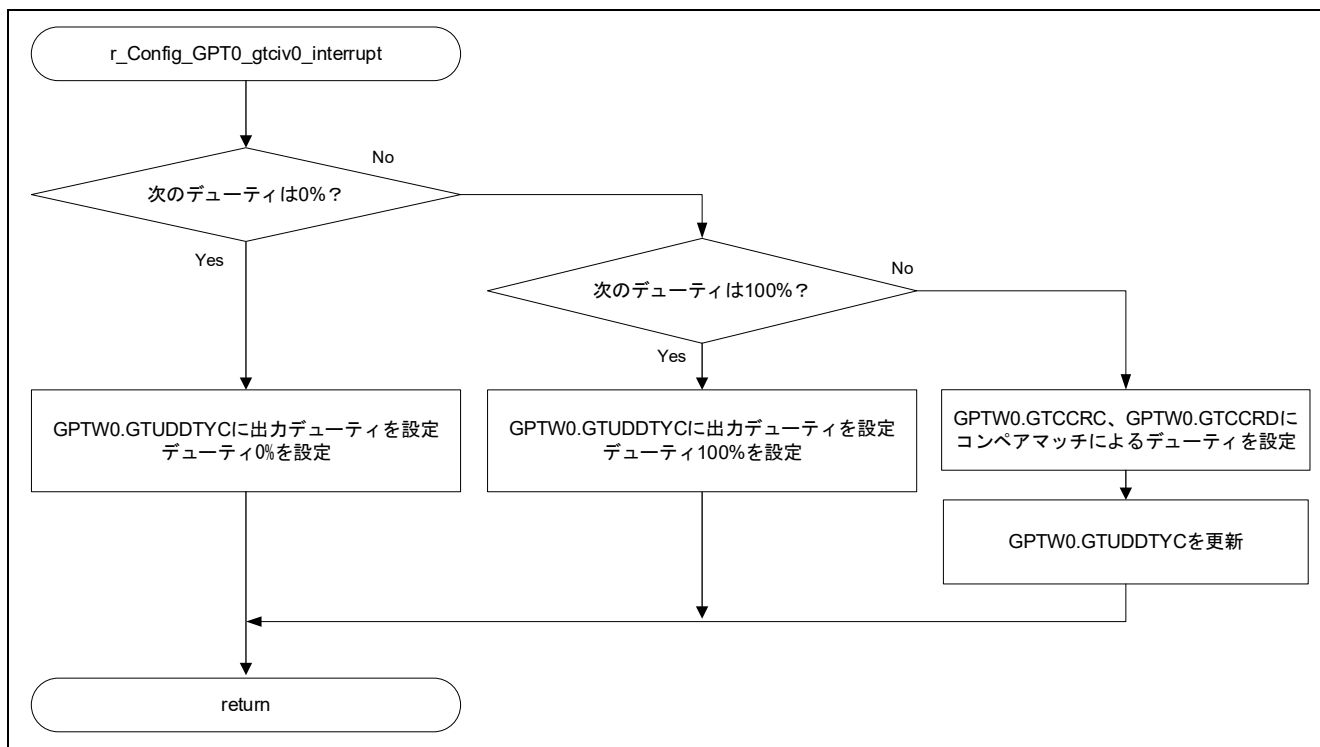 r_Config_GPT0_gtciv0_interrupt
No
次のデューティは0%？
Yes
No
次のデューティは100%？
Yes
GPTW0.GTUDDTYCに出力デューティを設定
デューティ0%を設定
GPTW0.GTUDDTYCに出力デューティを設定
デューティ100%を設定
GPTW0.GTCCRC、GPTW0.GTCCRDに
コンペアマッチによるデューティを設定
GPTW0.GTUDDTYCを更新
return